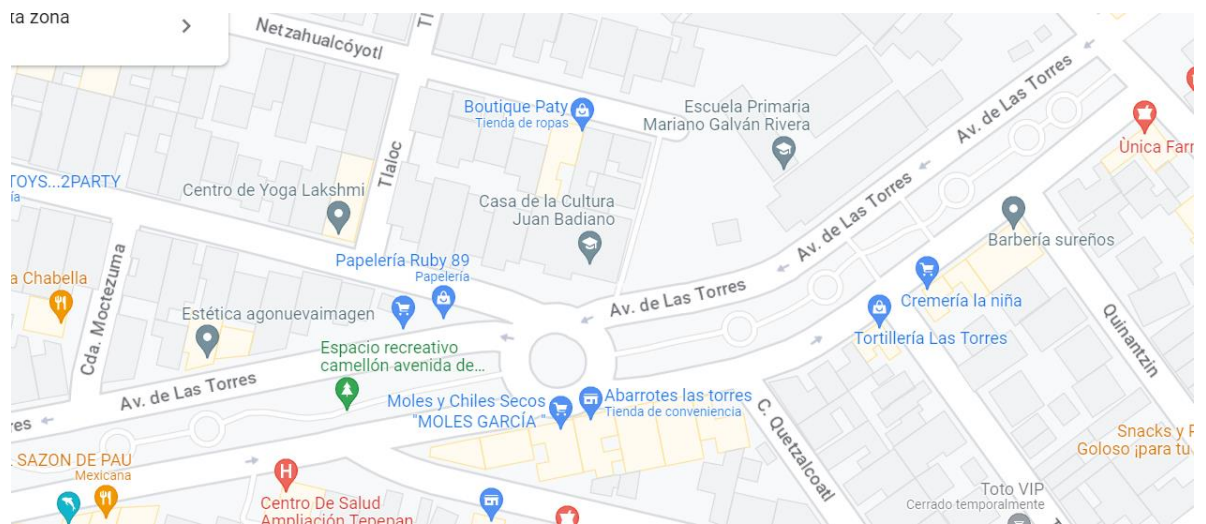 ta zona
Netzahualcóyotl
Tl
Boutique Paty
Tienda de ropas
Escuela Primaria
Mariano Galván Rivera
Av. de Las Torres
Única Farr
Tlaloc
TOYS...2PARTY
ía
Centro de Yoga Lakshmi
Casa de la Cultura
Juan Badiano
Av. de Las Torres
Barbería sureños
Papelería Ruby 89
Papelería
a Chabella
Cda. Moctezuma
Estética agonuevaimagen
Av. de Las Torres
Cremería la niña
Quinantzin
Tortillería Las Torres
Espacio recreativo
camellón avenida de...
Av. de Las Torres
res
Moles y Chiles Secos
"MOLES GARCÍA "
Abarrotes las torres
Tienda de conveniencia
C. Quetzalcoatl
Snacks y F
Goloso ¡para tu
. SAZON DE PAU
Mexicana
H
Centro De Salud
Ampliación Tepepan
Toto VIP
Cerrado temporalmente